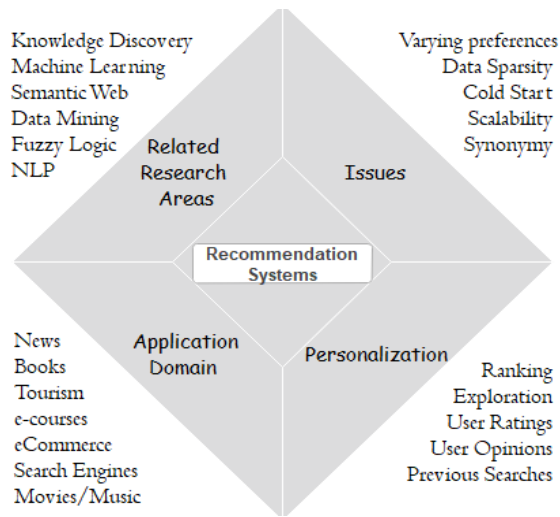 Knowledge Discovery
Machine Learning
Semantic Web
Data Mining
Fuzzy Logic
NLP
Related
Research
Areas
Varying preferences
Data Sparsity
Cold Start
Scalability
Synonymy
Issues
Recommendation
Systems
News
Books
Tourism
e-courses
eCommerce
Search Engines
Movies/Music
Application
Domain
Personalization
Ranking
Exploration
User Ratings
User Opinions
Previous Searches